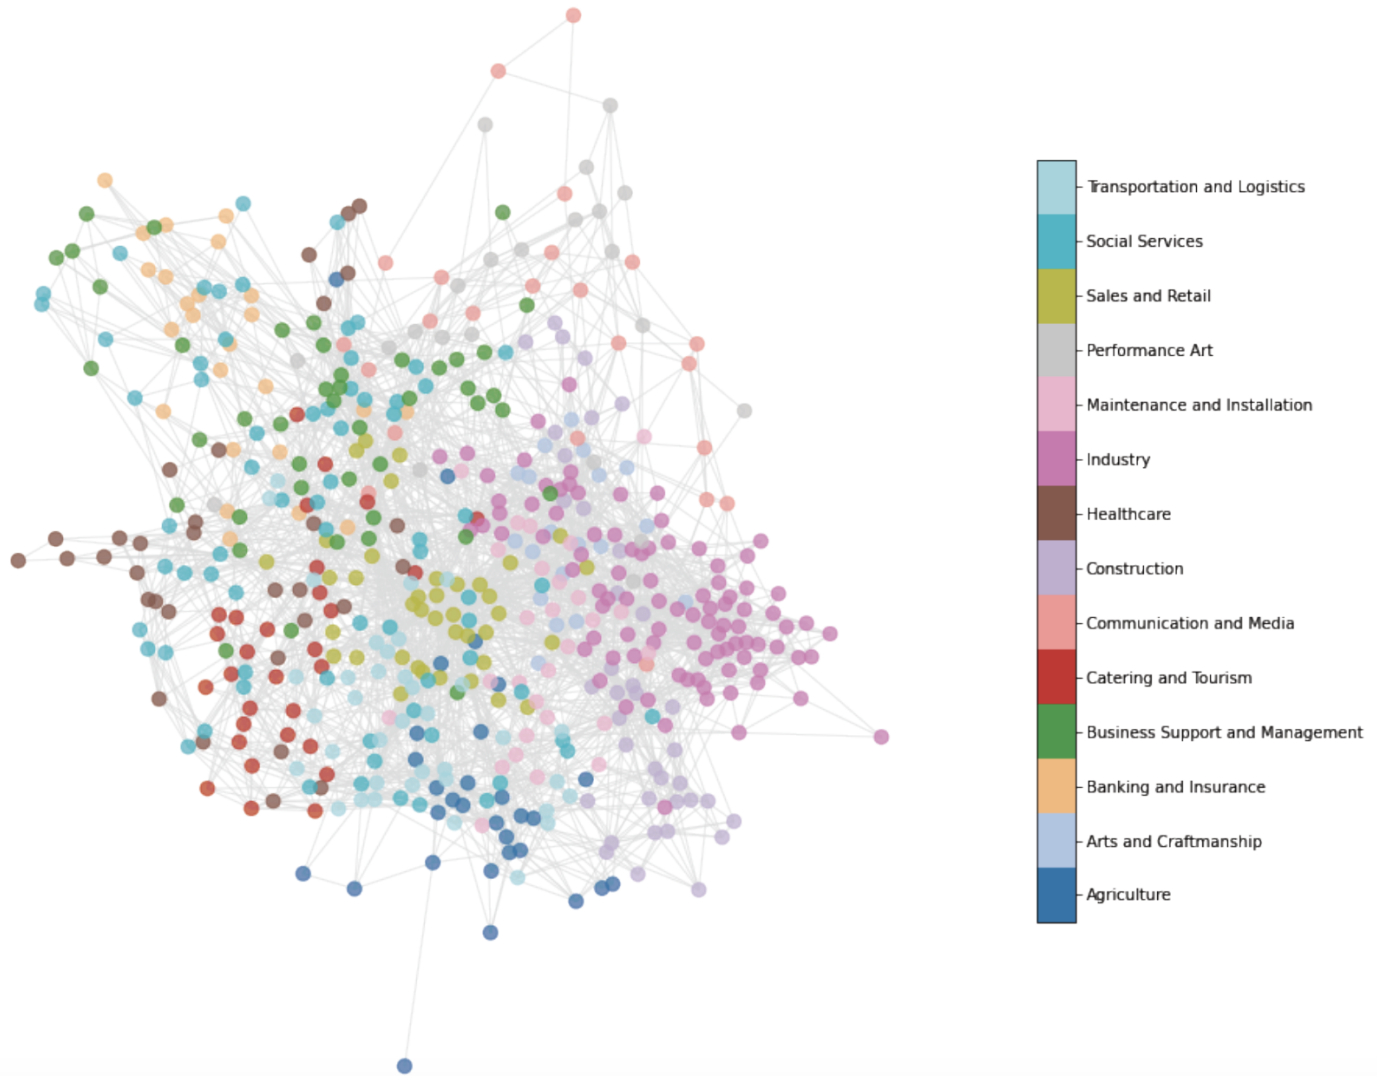 Transportation and Logistics
Social Services
Sales and Retail
Performance Art
Maintenance and Installation
Industry
Healthcare
Construction
Communication and Media
Catering and Tourism
Business Support and Management
Banking and Insurance
Arts and Craftmanship
Agriculture